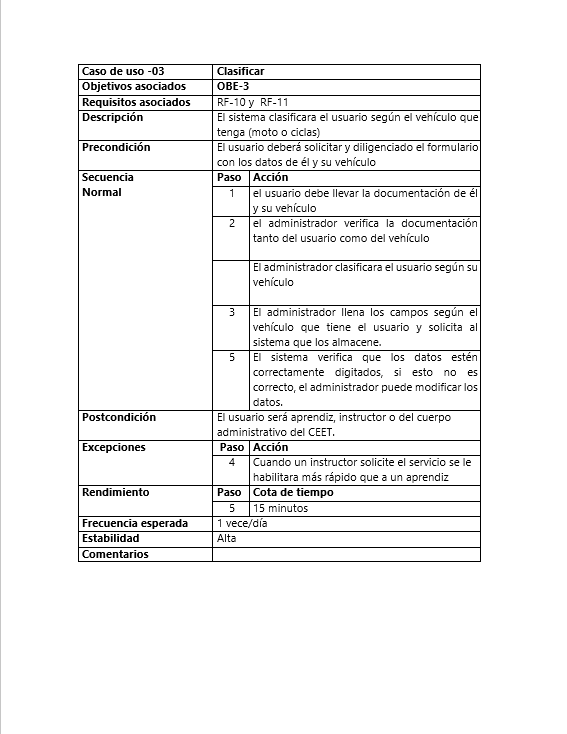 Caso de uso -03 Clasificar
Objetivos asociados OBE-3
Requisitos asociados RF-10 y RF-11
Descripción El sistema clasificara el usuario según el vehículo que
tenga (moto o ciclas)
Precondición El usuario deberá solicitar y diligenciado el formulario
con los datos de él y su vehículo
Secuencia Paso Acción
Normal 1 el usuario debe llevar la documentación de él
y su vehículo
2 el administrador verifica la documentación
tanto del usuario como del vehículo
El administrador clasificara el usuario según su
vehículo
3 El administrador llena los campos según el
vehículo que tiene el usuario y solicita al
sistema que los almacene.
5 El sistema verifica que los datos estén
correctamente digitados, si esto no es
correcto, el administrador puede modificar los
datos.
Postcondición El usuario será aprendiz, instructor o del cuerpo
administrativo del CEET.
Excepciones Paso Acción
4 Cuando un instructor solicite el servicio se le
habilitara más rápido que a un aprendiz
Rendimiento Paso Cota de tiempo
5 15 minutos
Frecuencia esperada 1 vece/día
Estabilidad Alta
Comentarios